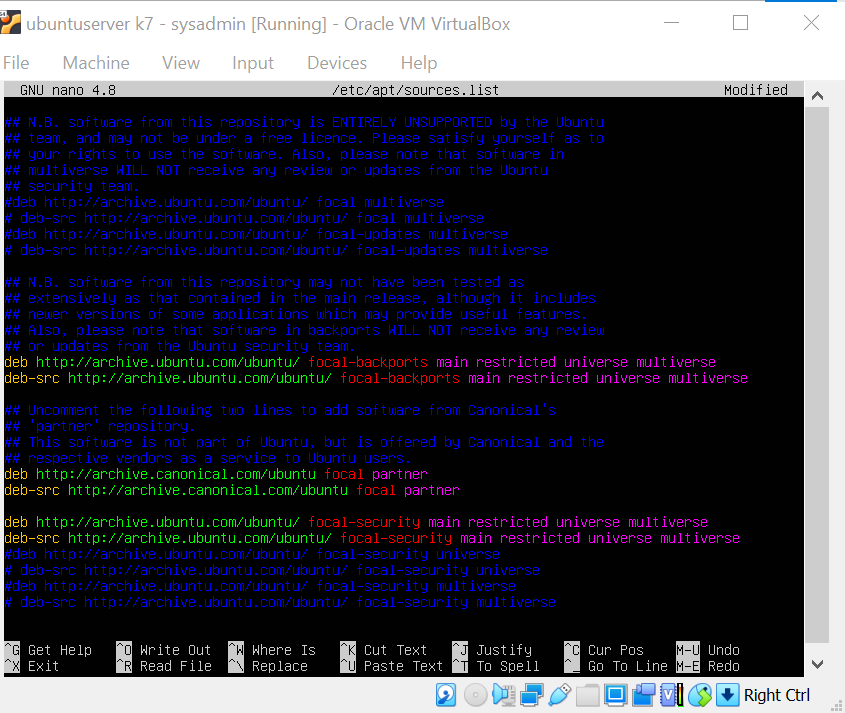 ubuntuserver k7 - sysadmin [Running] - Oracle VM VirtualBox
File Machine View Input Devices Help
GNU nano 4.8 /etc/apt/sources.list Modified
## N.B. software from this repository is ENTIRELY UNSUPPORTED by the Ubuntu
## team, and may not be under a free licence. Please satisfy yourself as to
## your rights to use the software. Also, please note that software in
## multiverse WILL NOT receive any review or updates from the Ubuntu
## security team.
#deb http://archive.ubuntu.com/ubuntu/ focal multiverse
# deb-src http://archive.ubuntu.com/ubuntu/ focal multiverse
#deb http://archive.ubuntu.com/ubuntu/ focal-updates multiverse
# deb-src http://archive.ubuntu.com/ubuntu/ focal-updates multiverse
## N.B. software from this repository may not have been tested as
## extensively as that contained in the main release, although it includes
## newer versions of some applications which may provide useful features.
## Also, please note that software in backports WILL NOT receive any review
## or updates from the Ubuntu security team.
deb http://archive.ubuntu.com/ubuntu/ focal-backports main restricted universe multiverse
deb-src http://archive.ubuntu.com/ubuntu/ focal-backports main restricted universe multiverse
## Uncomment the following two lines to add software from Canonical's
## 'partner' repository.
## This software is not part of Ubuntu, but is offered by Canonical and the
## respective vendors as a service to Ubuntu users.
deb http://archive.canonical.com/ubuntu focal partner
deb-src http://archive.canonical.com/ubuntu focal partner
deb http://archive.ubuntu.com/ubuntu/ focal-security main restricted universe multiverse
deb-src http://archive.ubuntu.com/ubuntu/ focal-security main restricted universe multiverse
#deb http://archive.ubuntu.com/ubuntu/ focal-security universe
# deb-src http://archive.ubuntu.com/ubuntu/ focal-security universe
#deb http://archive.ubuntu.com/ubuntu/ focal-security multiverse
# deb-src http://archive.ubuntu.com/ubuntu/ focal-security multiverse
^G Get Help ^O Write Out ^W Where Is ^K Cut Text ^J Justify ^C Cur Pos M-U Undo
^X Exit ^R Read File ^\ Replace ^U Paste Text ^T To Spell ^_ Go To Line M-E Redo
Right Ctrl